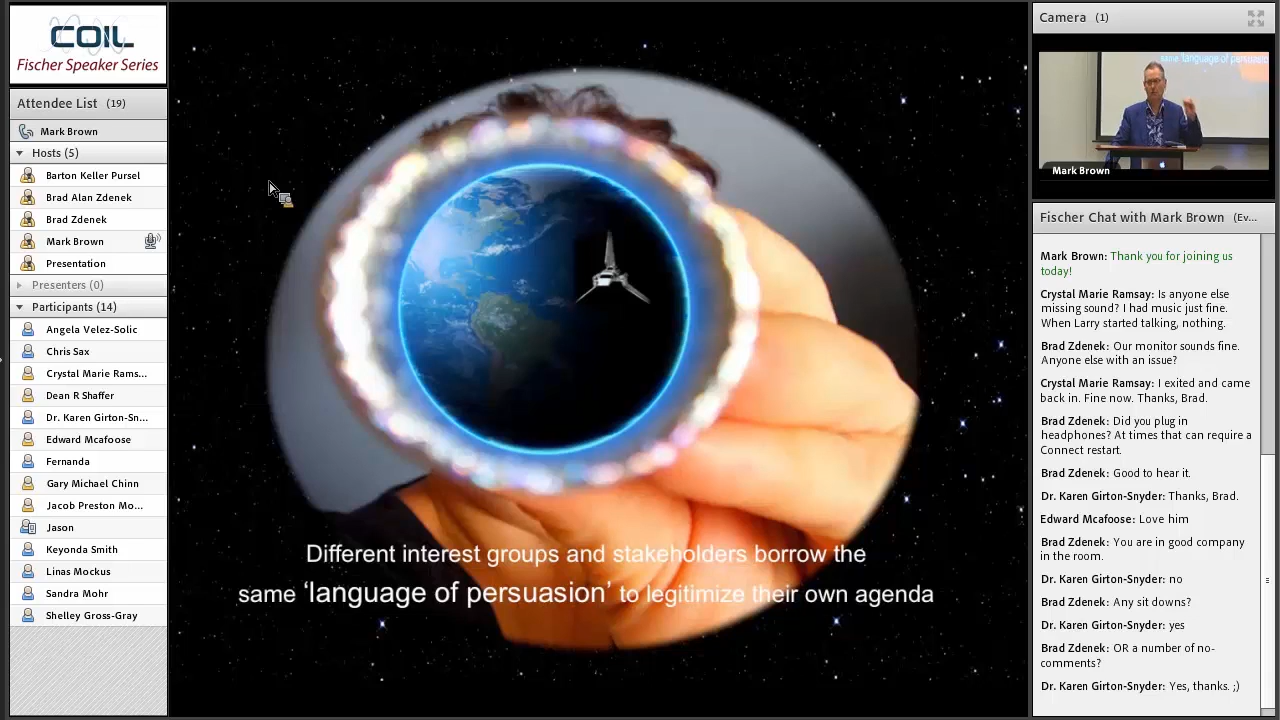 COIL
Fischer Speaker Series
Attendee List (19)
Mark Brown
Hosts (5)
Barton Keller Pursel
Brad Alan Zdenek
Brad Zdenek
Mark Brown
Presentation
Presenters (0)
Participants (14)
Angela Velez-Solic
Chris Sax
Crystal Marie Rams...
Dean R Shaffer
Dr. Karen Girton-Sn...
Edward Mcafoose
Fernanda
Gary Michael Chinn
Jacob Preston Mo...
Jason
Keyonda Smith
Linas Mockus
Sandra Mohr
Shelley Gross-Gray
Different interest groups and stakeholders borrow the
same ‘language of persuasion’ to legitimize their own agenda
Camera (1)
same 'language of persuasio
Mark Brown
Fischer Chat with Mark Brown (Ev...
Mark Brown: Thank you for joining us
today!
Crystal Marie Ramsay: Is anyone else
missing sound? I had music just fine.
When Larry started talking, nothing.
Brad Zdenek: Our monitor sounds fine.
Anyone else with an issue?
Crystal Marie Ramsay: I exited and came
back in. Fine now. Thanks, Brad.
Brad Zdenek: Did you plug in
headphones? At times that can require a
Connect restart.
Brad Zdenek: Good to hear it.
Dr. Karen Girton-Snyder: Thanks, Brad.
Edward Mcafoose: Love him
Brad Zdenek: You are in good company
in the room.
Dr. Karen Girton-Snyder: no
Brad Zdenek: Any sit downs?
Dr. Karen Girton-Snyder: yes
Brad Zdenek: OR a number of no-
comments?
Dr. Karen Girton-Snyder: Yes, thanks. ;)